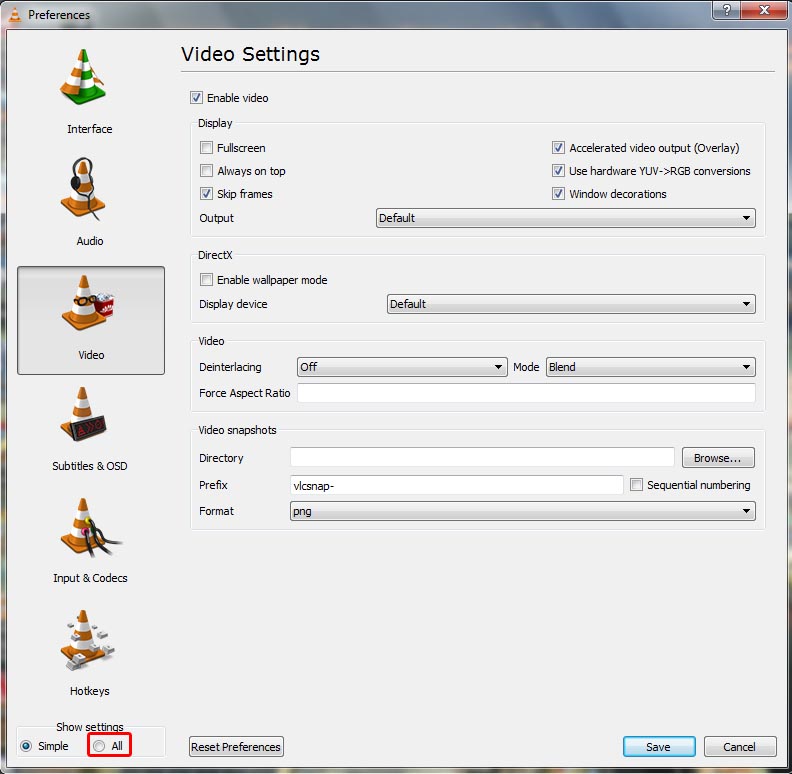 Preferences
?
Interface
Audio
Video
Subtitles & OSD
Input & Codecs
Hotkeys
Show settings
Simple All
Video Settings
Enable video
Display
Fullscreen Accelerated video output (Overlay)
Always on top Use hardware YUV->RGB conversions
Skip frames Window decorations
Output Default
DirectX
Enable wallpaper mode
Display device Default
Video
Deinterlacing Off Mode Blend
Force Aspect Ratio
Video snapshots
Directory Browse...
Prefix vlcsnap- Sequential numbering
Format png
Reset Preferences Save Cancel